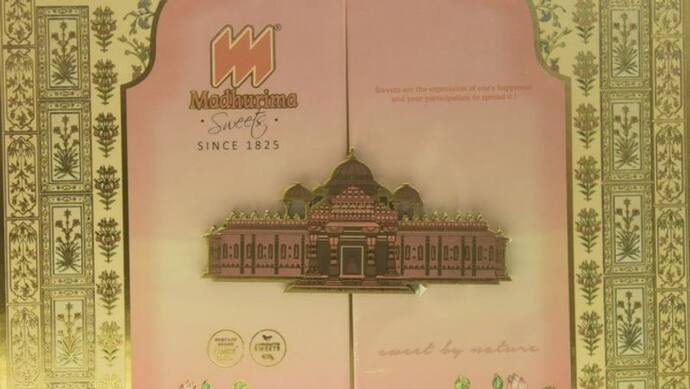 Madhurima
Sweets
SINCE 1825
Sweets are the expression of one's happiness
and your participation to spread it !
SWEETS
sweet by nature